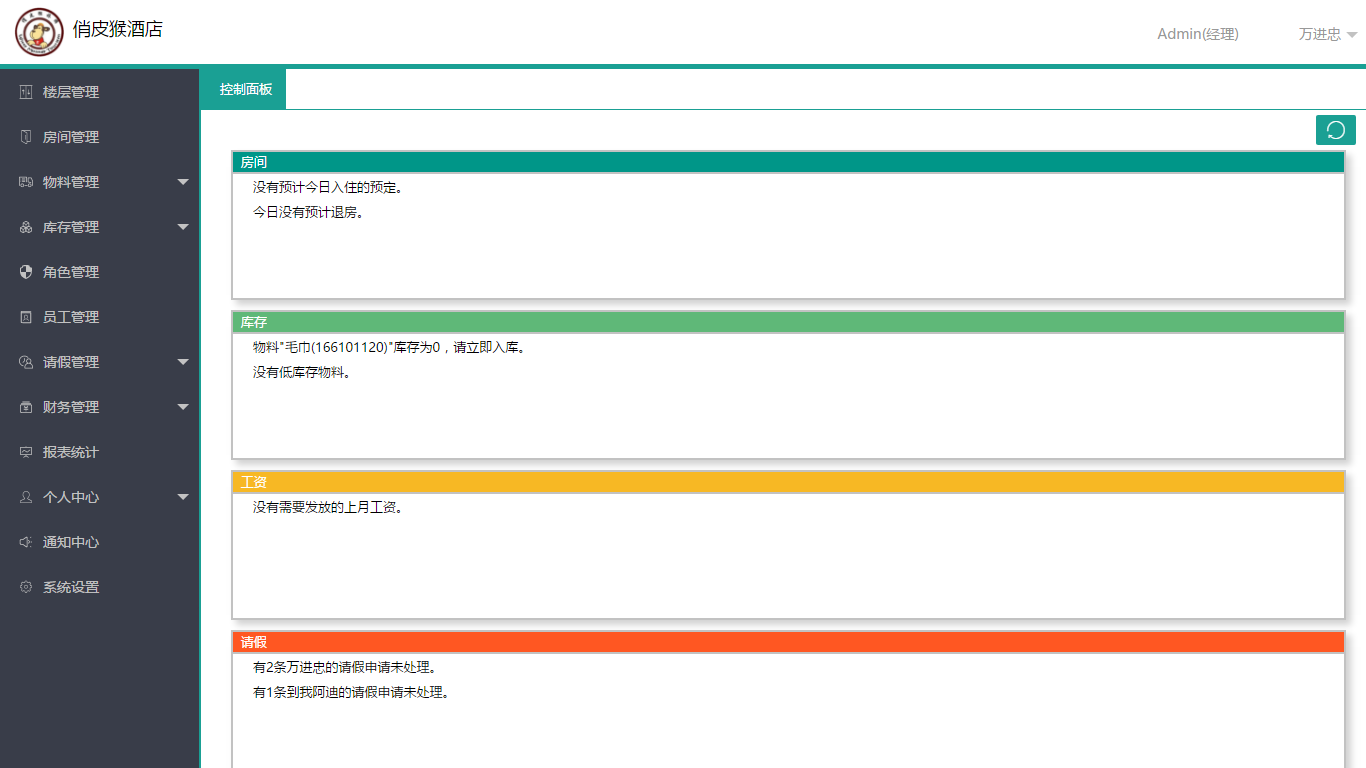 俏皮猴酒店
Admin(经理)
万进忠
楼层管理
房间管理
物料管理
库存管理
角色管理
员工管理
请假管理
财务管理
报表统计
个人中心
通知中心
系统设置
控制面板
房间
没有预计今日入住的预定。
今日没有预计退房。
库存
物料"毛巾(166101120)"库存为0，请立即入库。
没有低库存物料。
工资
没有需要发放的上月工资。
请假
有2条万进忠的请假申请未处理。
有1条到我阿迪的请假申请未处理。